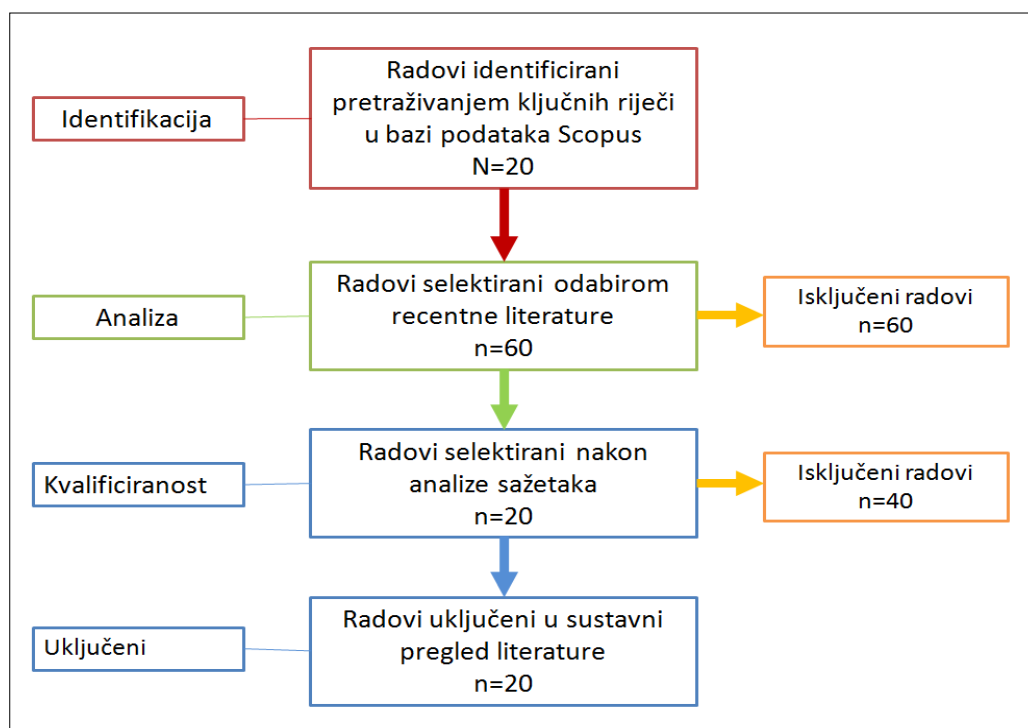 Identifikacija
Radovi identificirani
pretraživanjem ključnih riječi
u bazi podataka Scopus
N=20
Analiza
Radovi selektirani odabirom
recentne literature
n=60
Isključeni radovi
n=60
Kvalificiranost
Radovi selektirani nakon
analize sažetaka
n=20
Isključeni radovi
n=40
Uključeni
Radovi uključeni u sustavni
pregled literature
n=20